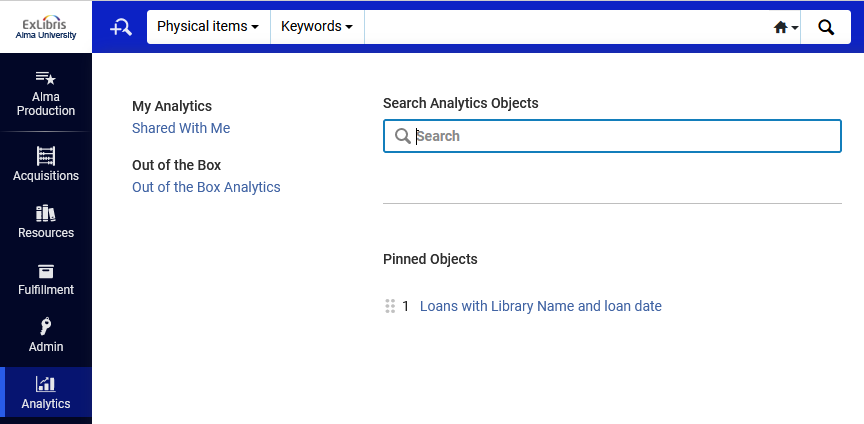 ExLibris
Alma University
Physical items
Keywords
Alma
Production
Acquisitions
Resources
Fulfillment
Admin
Analytics
My Analytics
Shared With Me
Out of the Box
Out of the Box Analytics
Search Analytics Objects
Search
Pinned Objects
1 Loans with Library Name and loan date